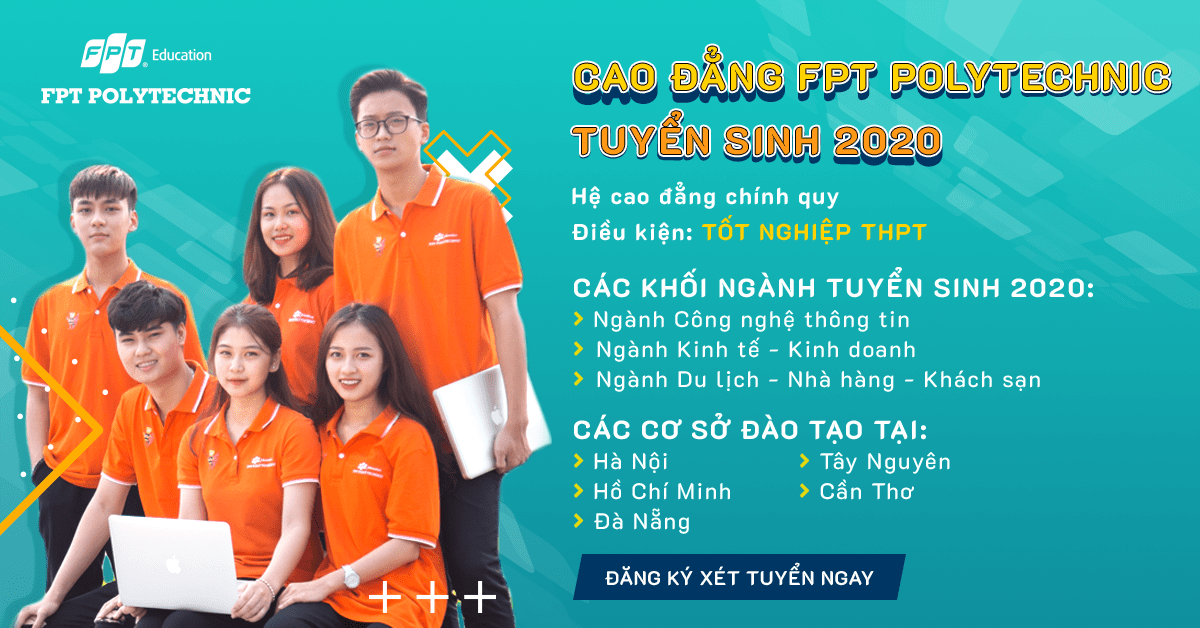 FPT Education
FPT POLYTECHNIC
CAO ĐẲNG FPT POLYTECHNIC
TUYỂN SINH 2020
Hệ cao đẳng chính quy
Điều kiện: TỐT NGHIỆP THPT
CÁC KHỐI NGÀNH TUYỂN SINH 2020:
Ngành Công nghệ thông tin
Ngành Kinh tế - Kinh doanh
Ngành Du lịch - Nhà hàng - Khách sạn
CÁC CƠ SỞ ĐÀO TẠO TẠI:
Hà Nội
Hồ Chí Minh
Đà Nẵng
Tây Nguyên
Cần Thơ
ĐĂNG KÝ XÉT TUYỂN NGAY